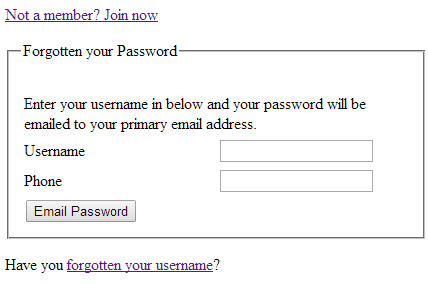 Not a member? Join now
Forgotten your Password
Enter your username in below and your password will be
emailed to your primary email address.
Username
Phone
Email Password
Have you forgotten your username?